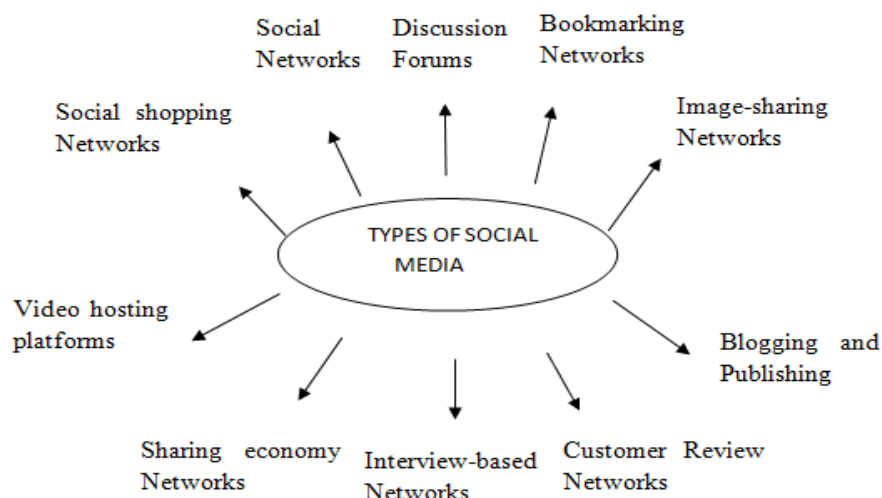 Social
Networks
Discussion
Forums
Bookmarking
Networks
Social shopping
Networks
Image-sharing
Networks
TYPES OF SOCIAL
MEDIA
Video hosting
platforms
Blogging and
Publishing
Sharing economy
Networks
Interview-based
Networks
Customer Review
Networks